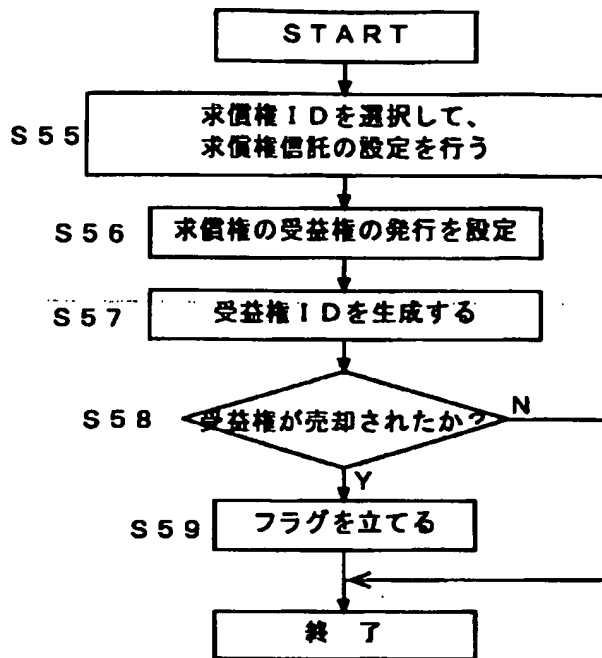 ＳＴＡＲＴ
Ｓ５５
求償権ＩＤを選択して、
求償権信託の設定を行う
Ｓ５６
求償権の受益権の発行を設定
Ｓ５７
受益権ＩＤを生成する
Ｓ５８
受益権が売却されたか？
Ｎ
Ｙ
Ｓ５９
フラグを立てる
終 了